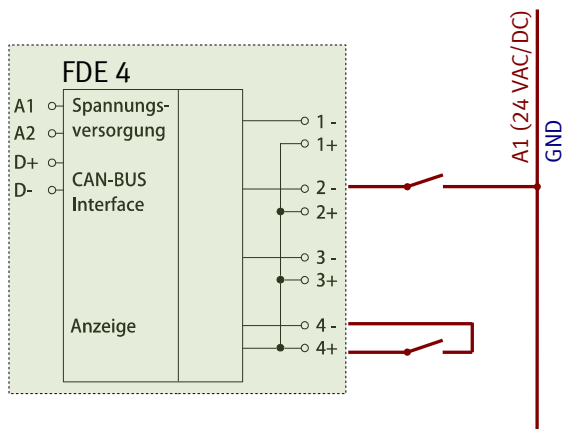 FDE 4
A1
A2
D+
D-
Spannungs-
versorgung
CAN-BUS
Interface
Anzeige
1 -
1+
2 -
2+
3 -
3+
4 -
4+
A1 (24 VAC/DC)
GND